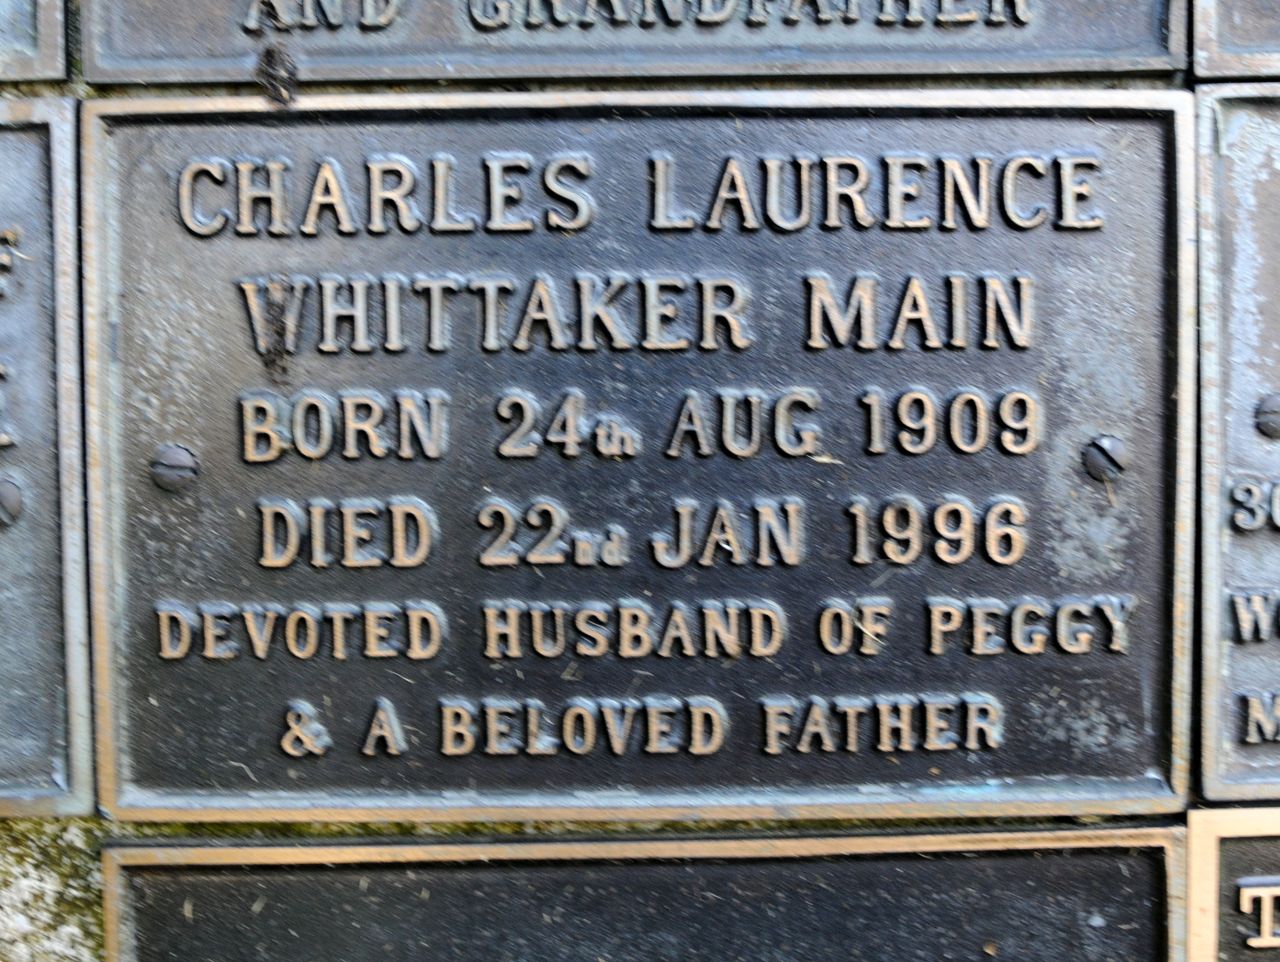 AND GRANDFATHER
CHARLES LAURENCE
WHITTAKER MAIN
BORN 24th AUG 1909
DIED 22nd JAN 1996
DEVOTED HUSBAND OF PEGGY
& A BELOVED FATHER
30
W
M
T